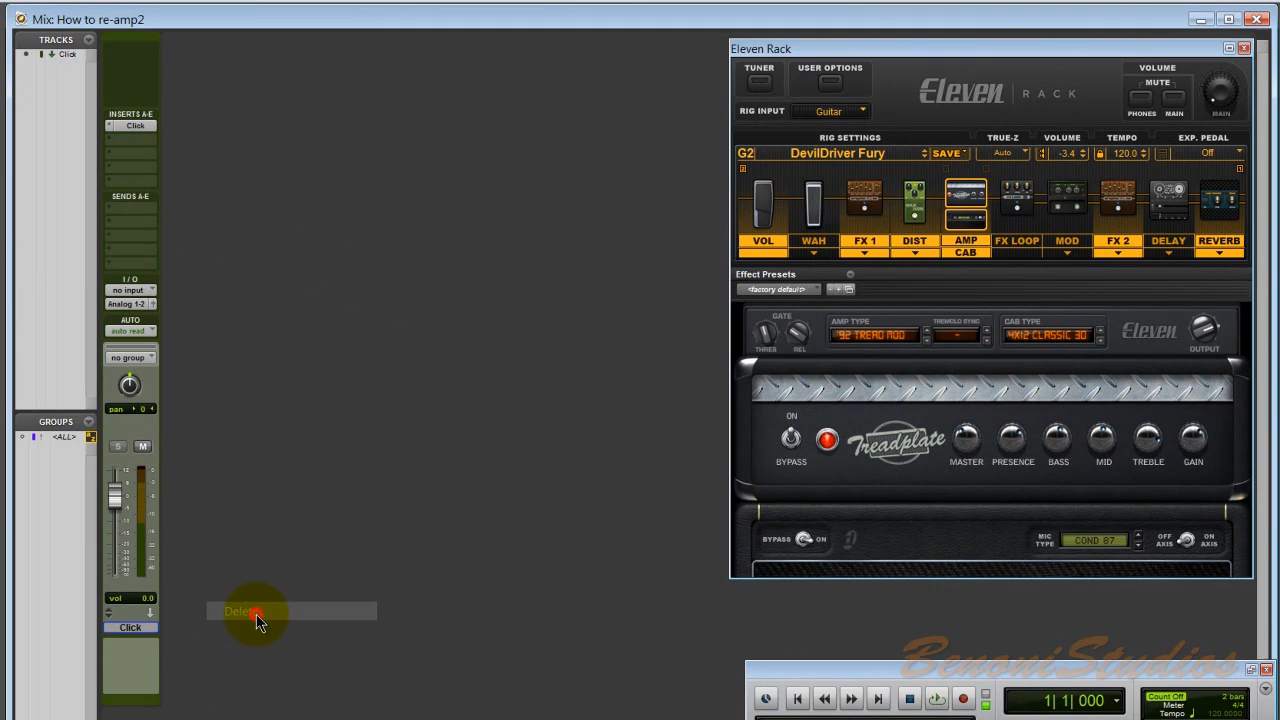 Mix: How to re-amp2
TRACKS
Click
INSERTS A-E
Click
SENDS A-E
I / O
no input
Analog 1-2
AUTO
auto read
no group
pan 0
GROUPS
! <ALL>
S M
vol 0.0
Click
Delete
Eleven Rack
TUNER
USER OPTIONS
Eleven | RACK
VOLUME
MUTE
PHONES MAIN
MAIN
RIG INPUT Guitar
RIG SETTINGS TRUE-Z VOLUME TEMPO EXP. PEDAL
G2 DevilDriver Fury SAVE Auto -3.4 120.0 Off
VOL WAH FX 1 DIST AMP FX LOOP MOD FX 2 DELAY REVERB
CAB
Effect Presets
<factory default>
GATE
THRES REL
AMP TYPE TREMOLO SYNC CAB TYPE
'92 TREAD MOD - 4X12 CLASSIC 30
Eleven
OUTPUT
ON
BYPASS
Treadplate
MASTER PRESENCE BASS MID TREBLE GAIN
BYPASS ON
MIC TYPE COND 87
OFF AXIS ON AXIS
BenoniStudios
1| 1| 000
Count Off 2 bars
Meter 4/4
Tempo 120.0000